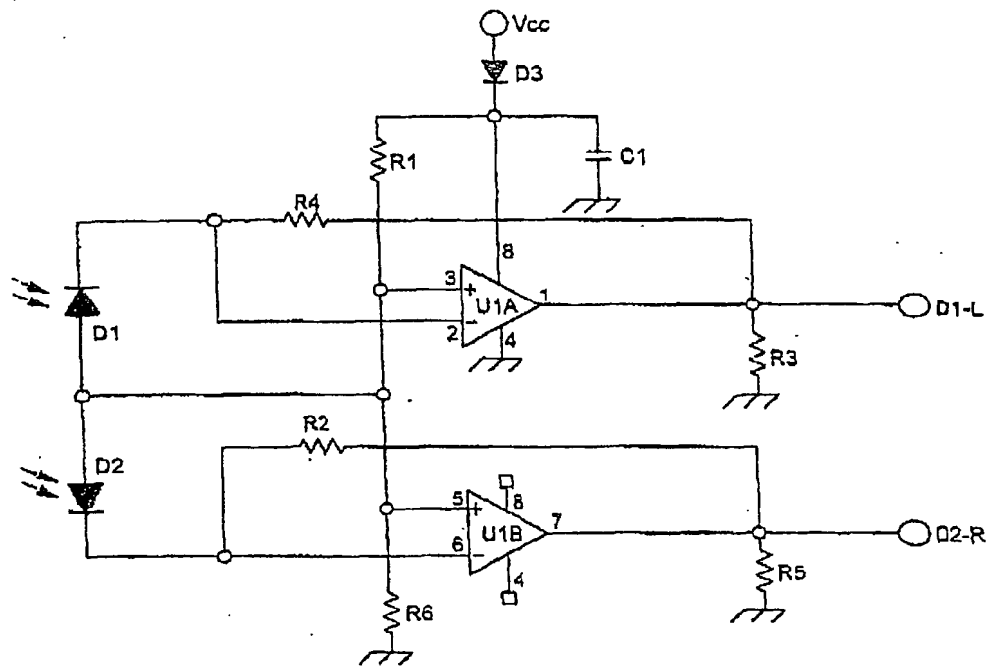 Vcc
D3
R1
C1
R4
8
3
+
U1A
1
D1-L
2
-
4
D1
R3
R2
D2
5
+
8
U1B
7
D2-R
6
-
4
R5
R6